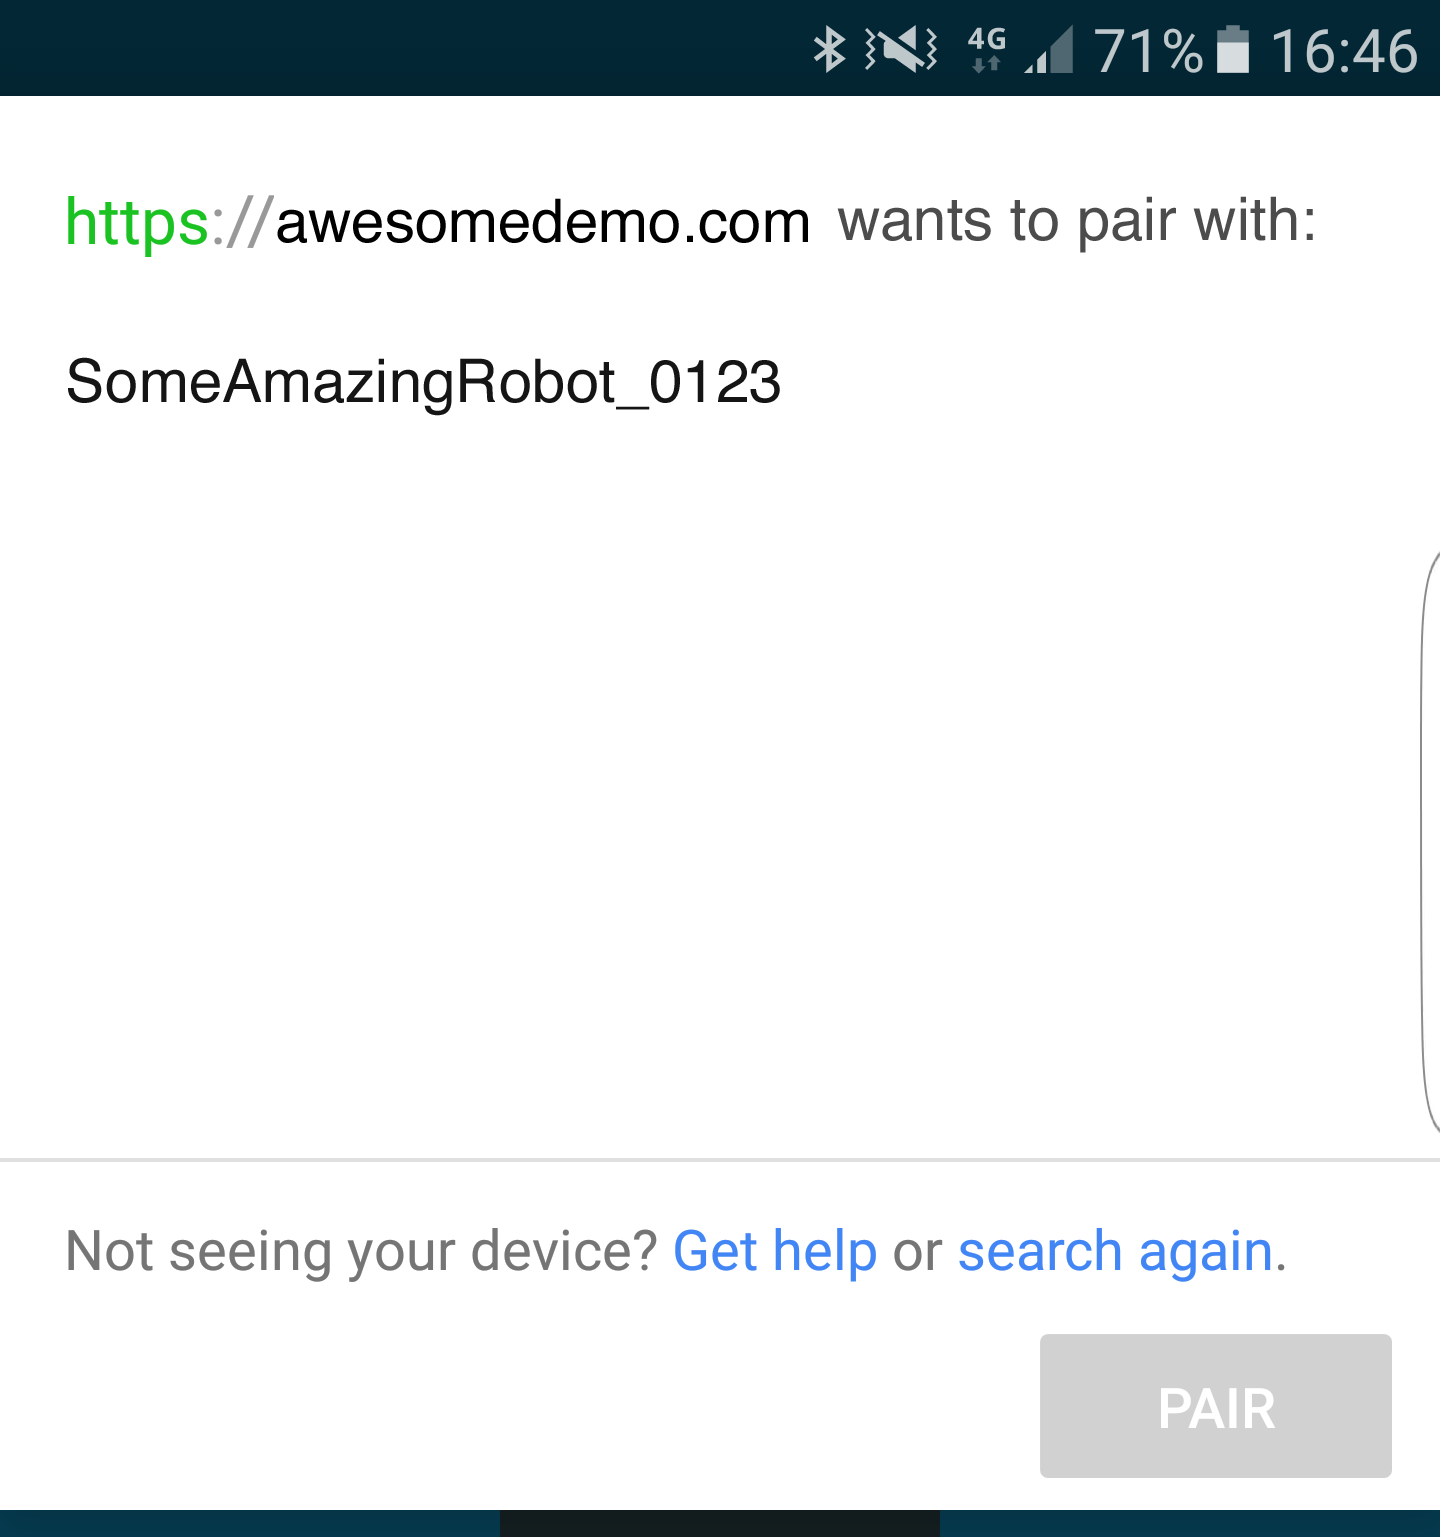 4G 71% 16:46
https://awesomedemo.com wants to pair with:
SomeAmazingRobot_0123
Not seeing your device? Get help or search again.
PAIR